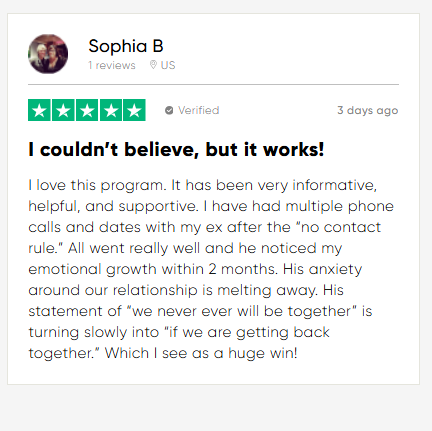 Sophia B
1 reviews US
Verified 3 days ago
I couldn’t believe, but it works!
I love this program. It has been very informative,
helpful, and supportive. I have had multiple phone
calls and dates with my ex after the “no contact
rule.” All went really well and he noticed my
emotional growth within 2 months. His anxiety
around our relationship is melting away. His
statement of “we never ever will be together” is
turning slowly into “if we are getting back
together.” Which I see as a huge win!